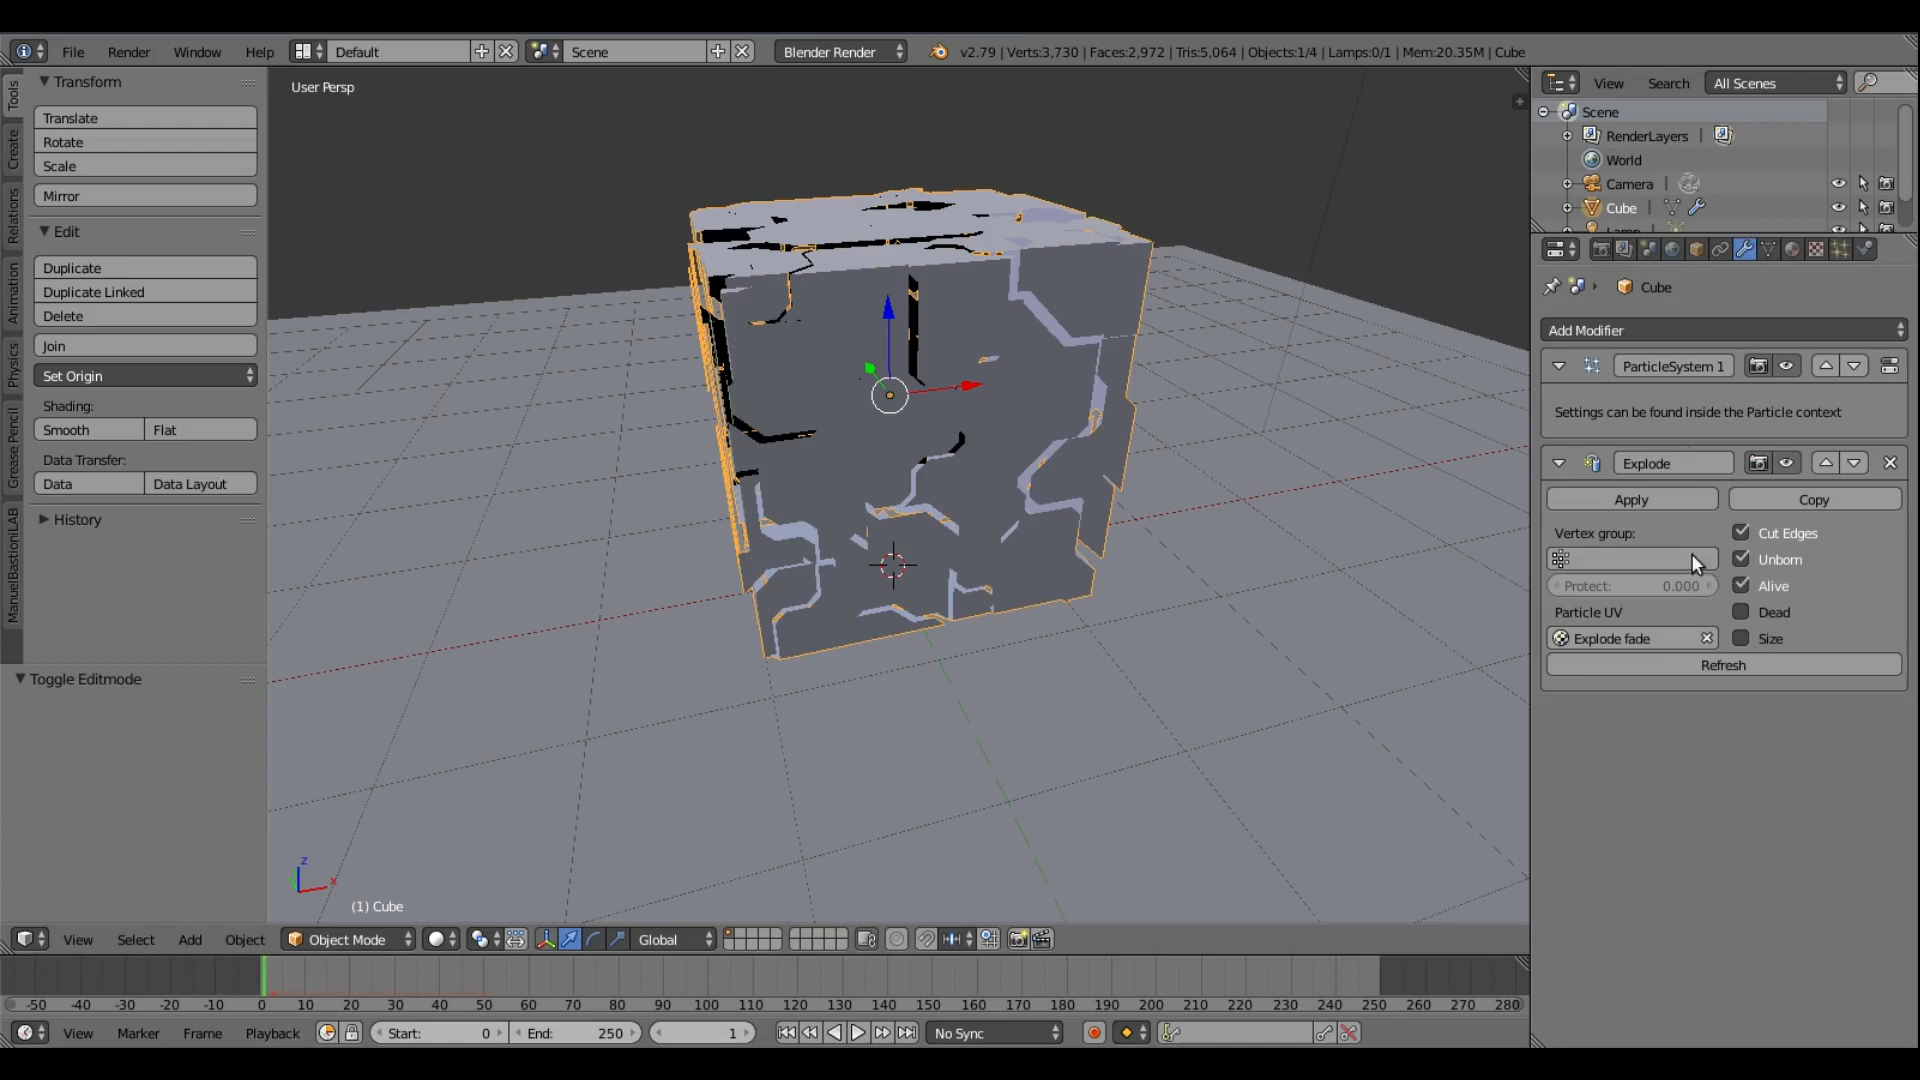 File Render Window Help Default Scene Blender Render v2.79 | Verts:3,730 | Faces:2,972 | Tris:5,064 | Objects:1/4 | Lamps:0/1 | Mem:20.35M | Cube
Tools
Create
Relations
Animation
Physics
Grease Pencil
ManuelBastioniLAB
Transform
Translate
Rotate
Scale
Mirror
Edit
Duplicate
Duplicate Linked
Delete
Join
Set Origin
Shading:
Smooth Flat
Data Transfer:
Data Data Layout
History
Toggle Editmode
User Persp
z
x
(1) Cube
View Search All Scenes
Scene
RenderLayers |
World
Camera |
Cube |
Lamp
Cube
Add Modifier
ParticleSystem 1
Settings can be found inside the Particle context
Explode
Apply Copy
Vertex group: Cut Edges
Unborn
Protect: 0.000 Alive
Particle UV Dead
Explode fade Size
Refresh
View Select Add Object Object Mode Global
-50 -40 -30 -20 -10 0 10 20 30 40 50 60 70 80 90 100 110 120 130 140 150 160 170 180 190 200 210 220 230 240 250 260 270 280
View Marker Frame Playback Start: 0 End: 250 1 No Sync